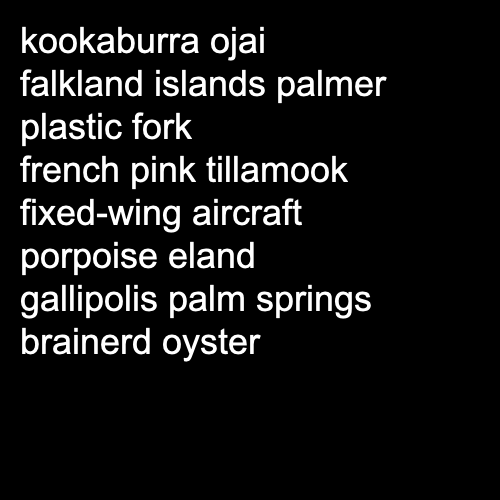 kookaburra ojai
falkland islands palmer
plastic fork
french pink tillamook
fixed-wing aircraft
porpoise eland
gallipolis palm springs
brainerd oyster